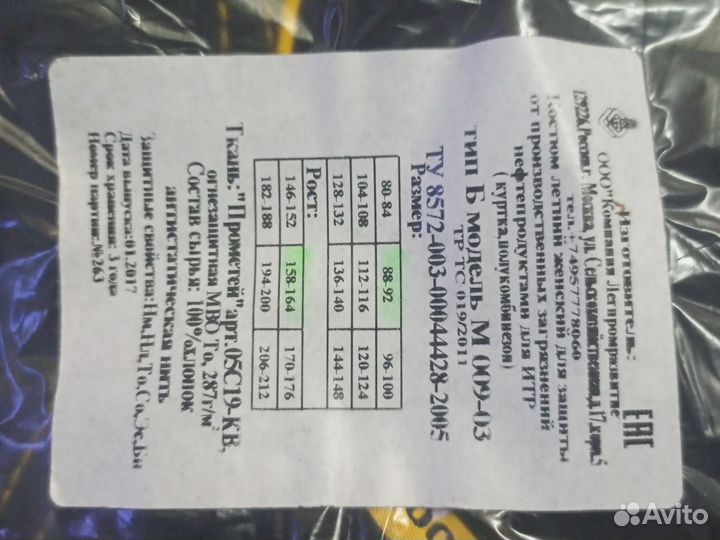 Изготовитель:
ООО"Компания Легпромразвитие"
129226,Россия,г. Москва, ул. Сельскохозяйственная,д.17,корп.5
тел.+74957778060
ЕАС
Костюм летний женский для защиты
от производственных загрязнений
нефтепродуктами для ИТР
( куртка,полукомбинезон)
тип Б модель М 009-03
ТР ТС 019/2011
ТУ 8572-003-00044428-2005
Размер:
80-84 88-92 96-100
104-108 112-116 120-124
128-132 136-140 144-148
Рост:
146-152 158-164 170-176
182-188 194-200 206-212
Ткань:"Прометей"арт.05С19-КВ,
огнезащитная МВО То, 287г/м²
Состав сырья: 100%хлопок
антистатическая нить
Защитные свойства:Нм,Нл,То,Со,Эс,Бн
Дата выпуска:01.2017
Срок хранения: 3 года
Номер партии:№263
Avito